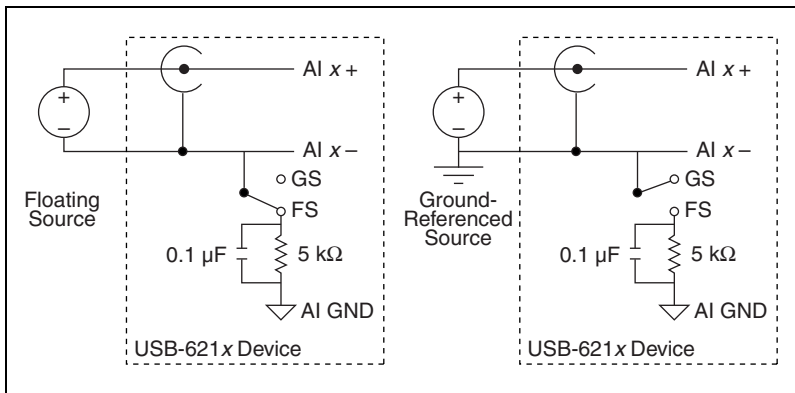 +
−
AI x +
AI x −
GS
FS
Floating
Source
0.1 µF
5 kΩ
AI GND
USB-621x Device
+
−
AI x +
AI x −
GS
FS
Ground-
Referenced
Source
0.1 µF
5 kΩ
AI GND
USB-621x Device